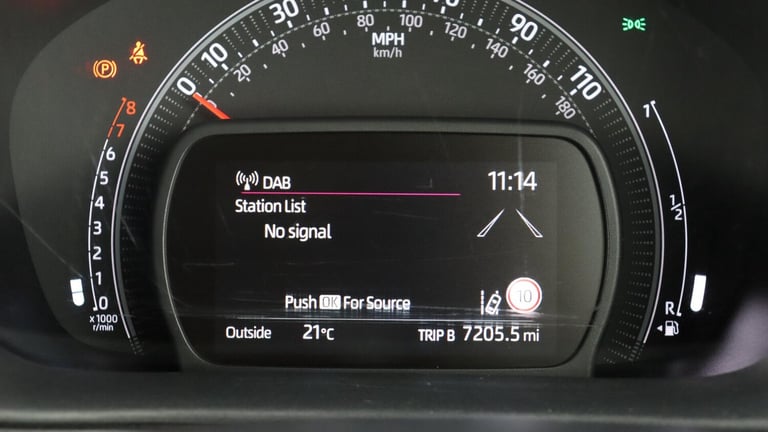 30
90
10
MPH
110
0
20
40
60
80
100
120
140
160
180
km/h
P
8
7
6
5
4
3
2
1
0
x1000
r/min
DAB
11:14
Station List
No signal
Push OK For Source
10
Outside 21°C TRIP B 7205.5 mi
1
1/2
R